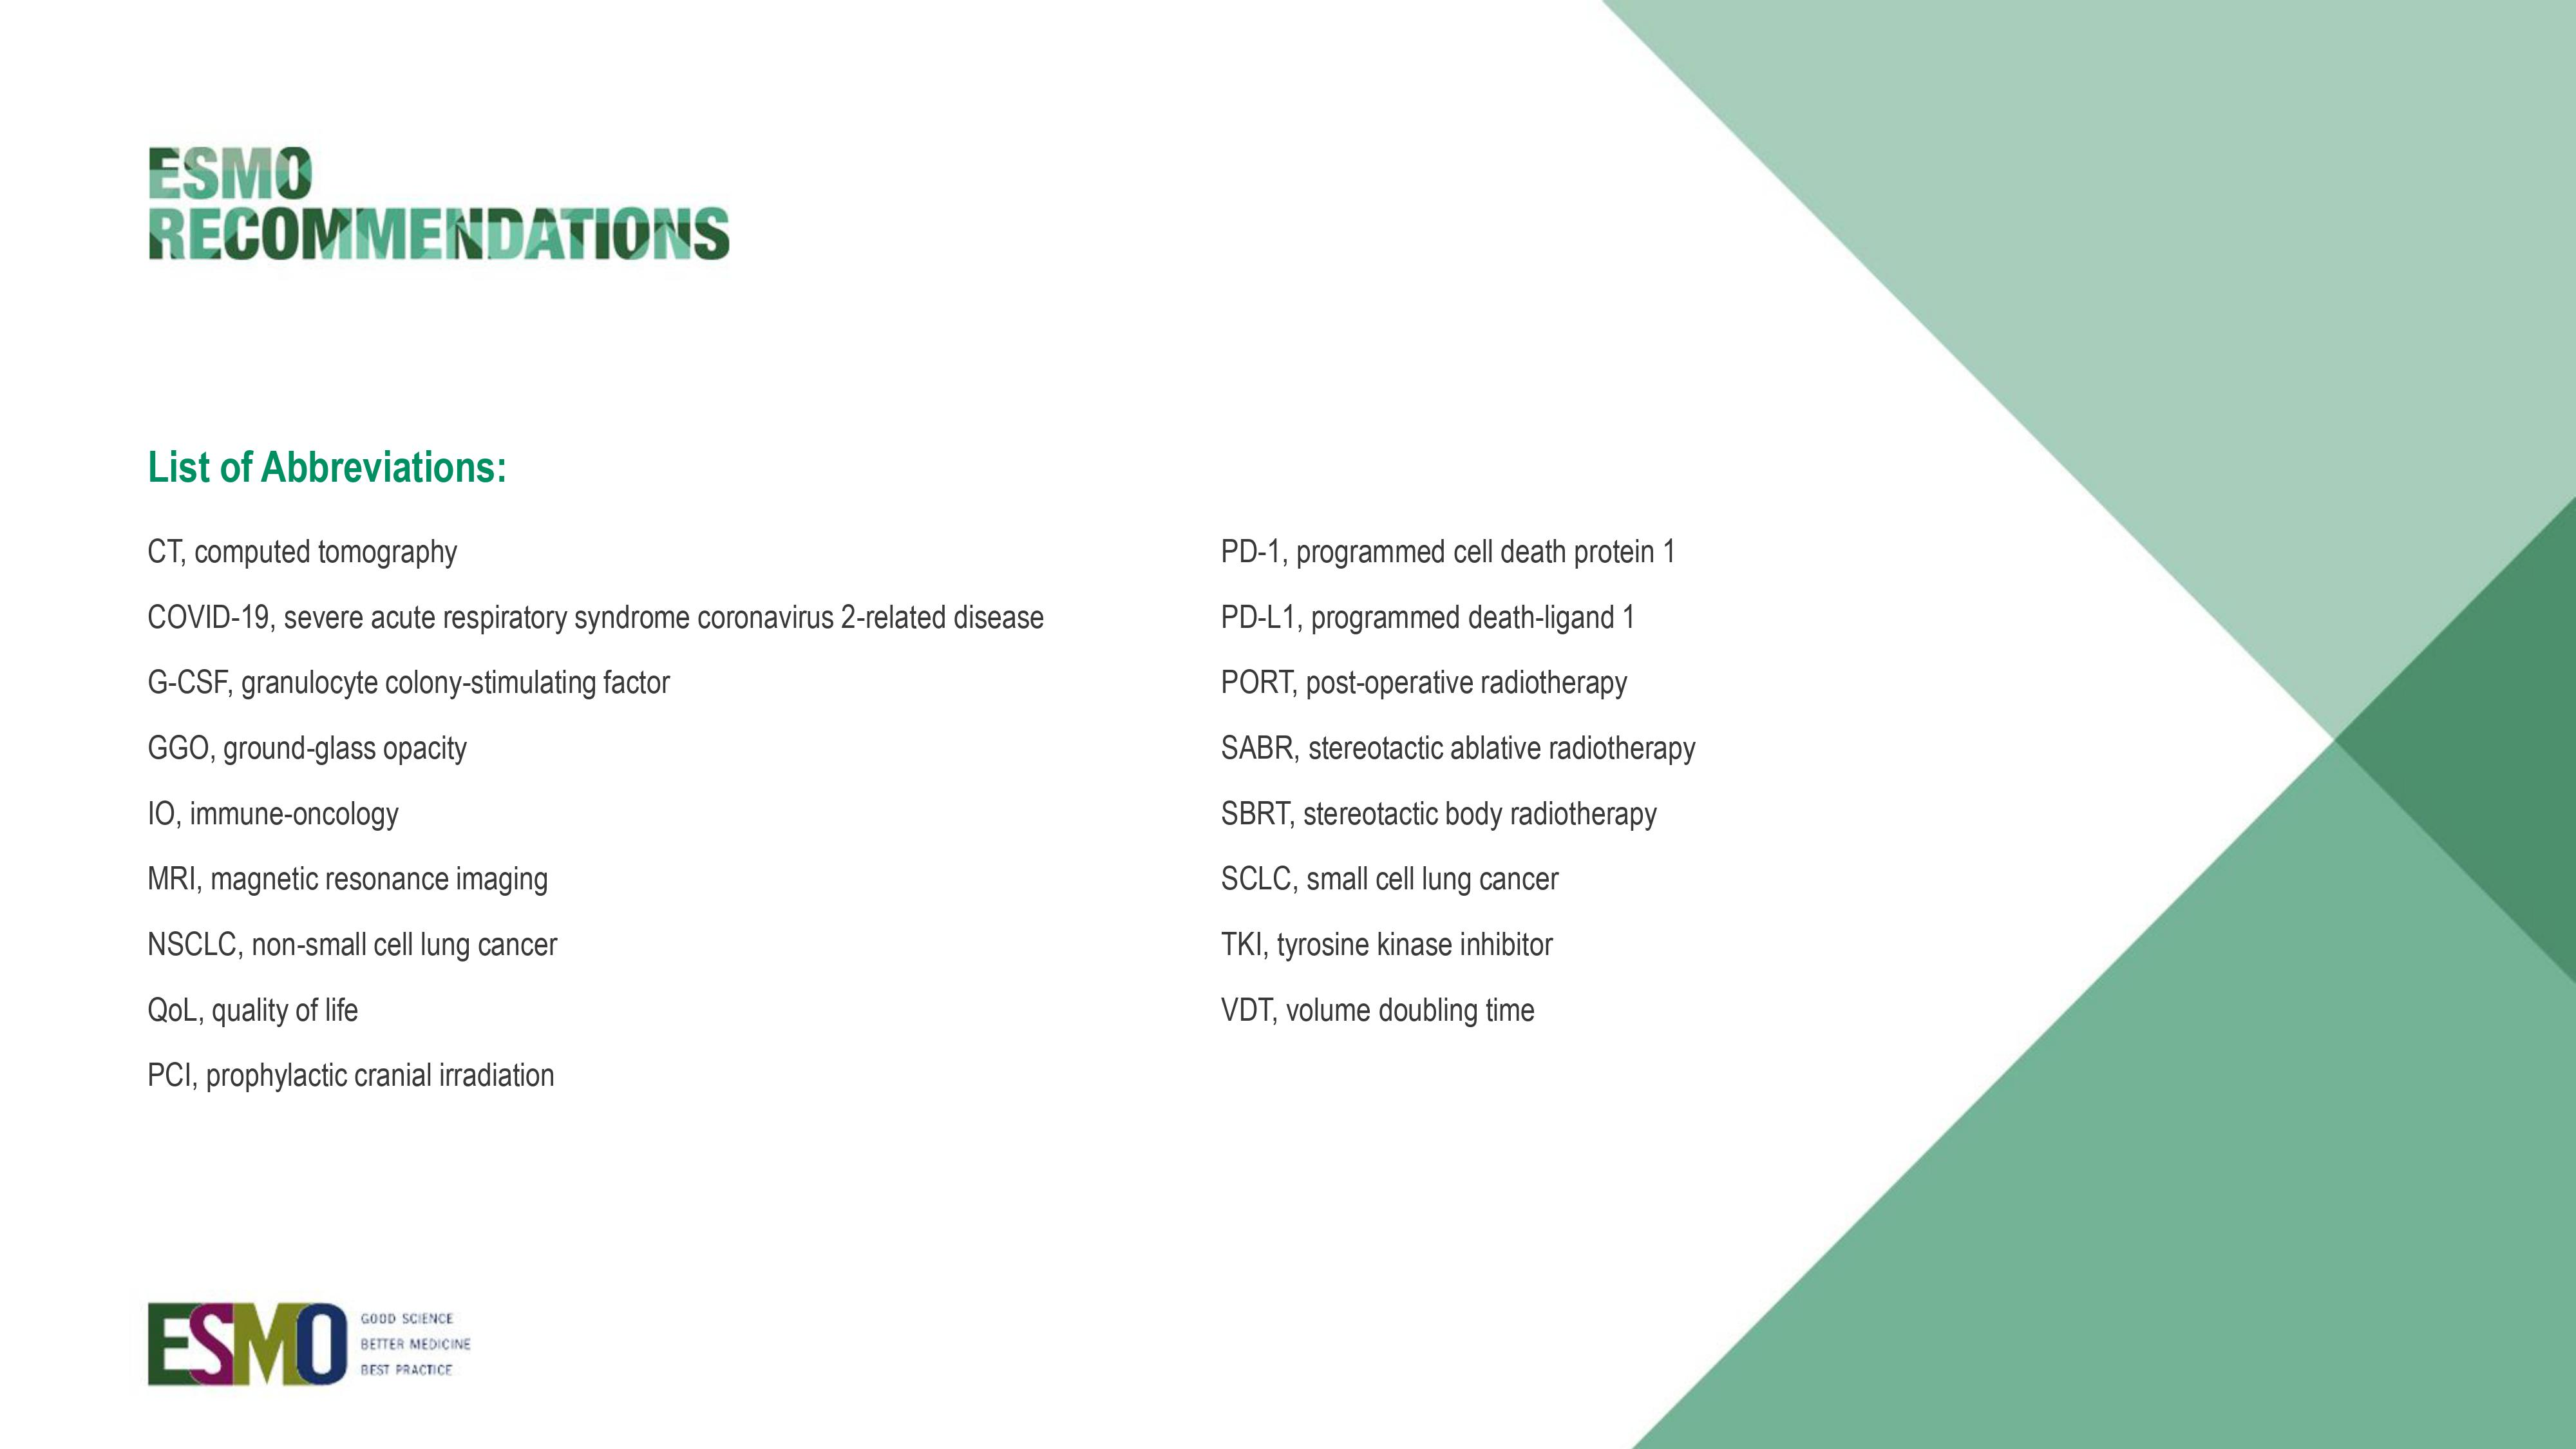 ESMO
RECOMMENDATIONS
List of Abbreviations:
CT, computed tomography
COVID-19, severe acute respiratory syndrome coronavirus 2-related disease
G-CSF, granulocyte colony-stimulating factor
GGO, ground-glass opacity
IO, immune-oncology
MRI, magnetic resonance imaging
NSCLC, non-small cell lung cancer
QoL, quality of life
PCI, prophylactic cranial irradiation
PD-1, programmed cell death protein 1
PD-L1, programmed death-ligand 1
PORT, post-operative radiotherapy
SABR, stereotactic ablative radiotherapy
SBRT, stereotactic body radiotherapy
SCLC, small cell lung cancer
TKI, tyrosine kinase inhibitor
VDT, volume doubling time
ESMO
GOOD SCIENCE
BETTER MEDICINE
BEST PRACTICE